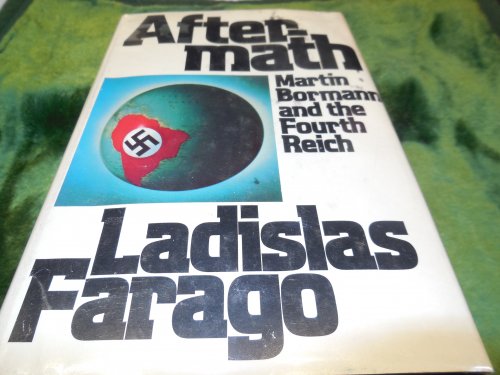 After-
math
Martin
Bormann
and the
Fourth
Reich
Ladislas
Farago